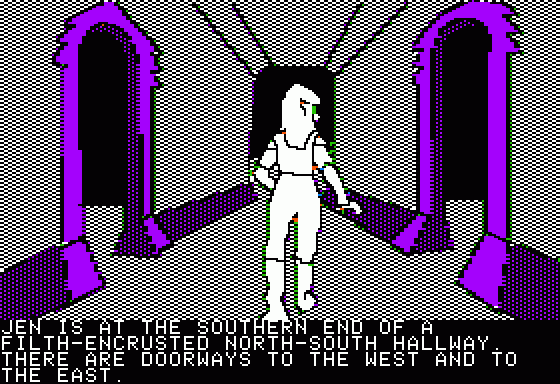 JEN IS AT THE SOUTHERN END OF A
FILTH-ENCRUSTED NORTH-SOUTH HALLWAY.
THERE ARE DOORWAYS TO THE WEST AND TO
THE EAST.